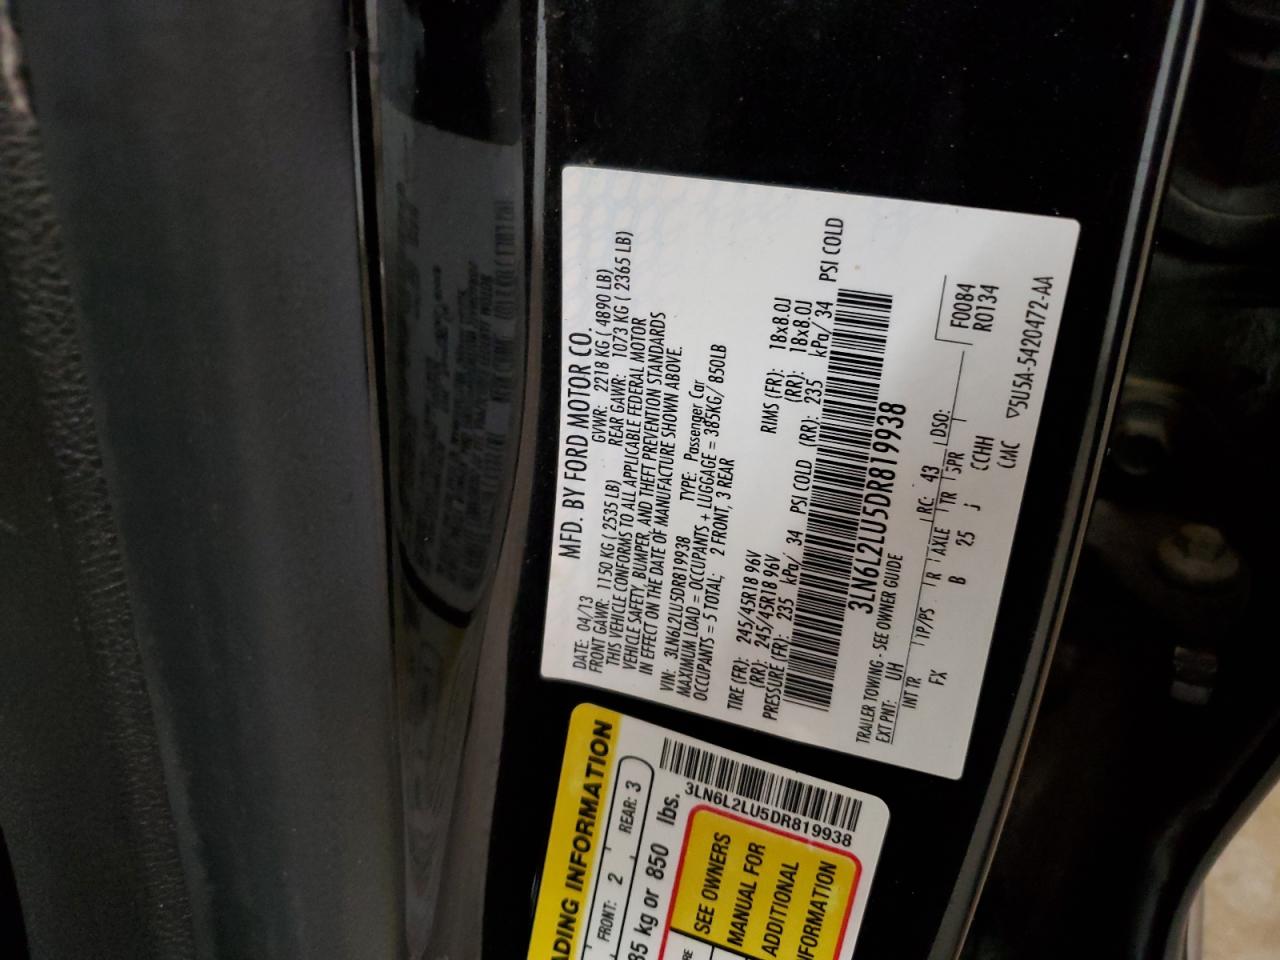 MFD. BY FORD MOTOR CO.
DATE: 04/13 GVWR: 2218 KG ( 4890 LB)
FRONT GAWR: 1150 KG ( 2535 LB) REAR GAWR: 1073 KG ( 2365 LB)
THIS VEHICLE CONFORMS TO ALL APPLICABLE FEDERAL MOTOR
VEHICLE SAFETY, BUMPER, AND THEFT PREVENTION STANDARDS
IN EFFECT ON THE DATE OF MANUFACTURE SHOWN ABOVE.
VIN: 3LN6L2LU5DR819938 TYPE: Passenger Car
MAXIMUM LOAD = OCCUPANTS + LUGGAGE = 385KG/ 850LB
OCCUPANTS = 5 TOTAL; 2 FRONT, 3 REAR
TIRE (FR): 245/45R18 96V RIMS (FR): 18x8.0J
(RR): 245/45R18 96V (RR): 18x8.0J
PRESSURE (FR): 235 kPa/ 34 PSI COLD (RR): 235 kPa/ 34 PSI COLD
3LN6L2LU5DR819938
TRAILER TOWING - SEE OWNER GUIDE
EXT PNT: UH RC: 43 DSO: F0084
INT TR TP/PS R AXLE TR SPR R0134
FX B 25 J CCHH
CMC ▽5U5A-5420472-AA
ADING INFORMATION
FRONT: 2 REAR: 3
85 kg or 850 lbs.
3LN6L2LU5DR819938
SEE OWNERS
MANUAL FOR
ADDITIONAL
INFORMATION